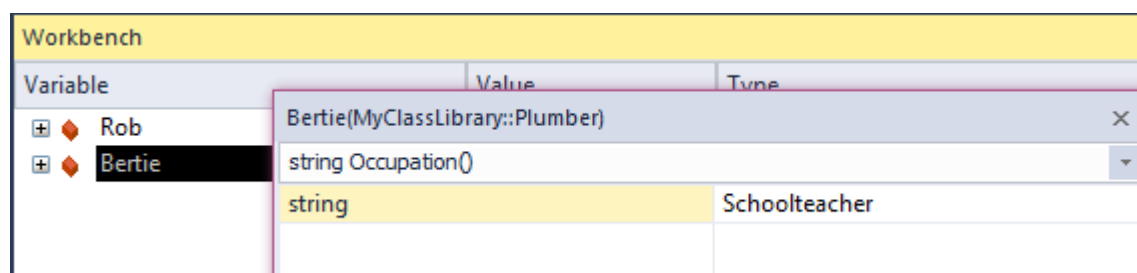 Workbench
Variable Value Type
Rob
Bertie(MyClassLibrary::Plumber)
Bertie
string Occupation()
string Schoolteacher